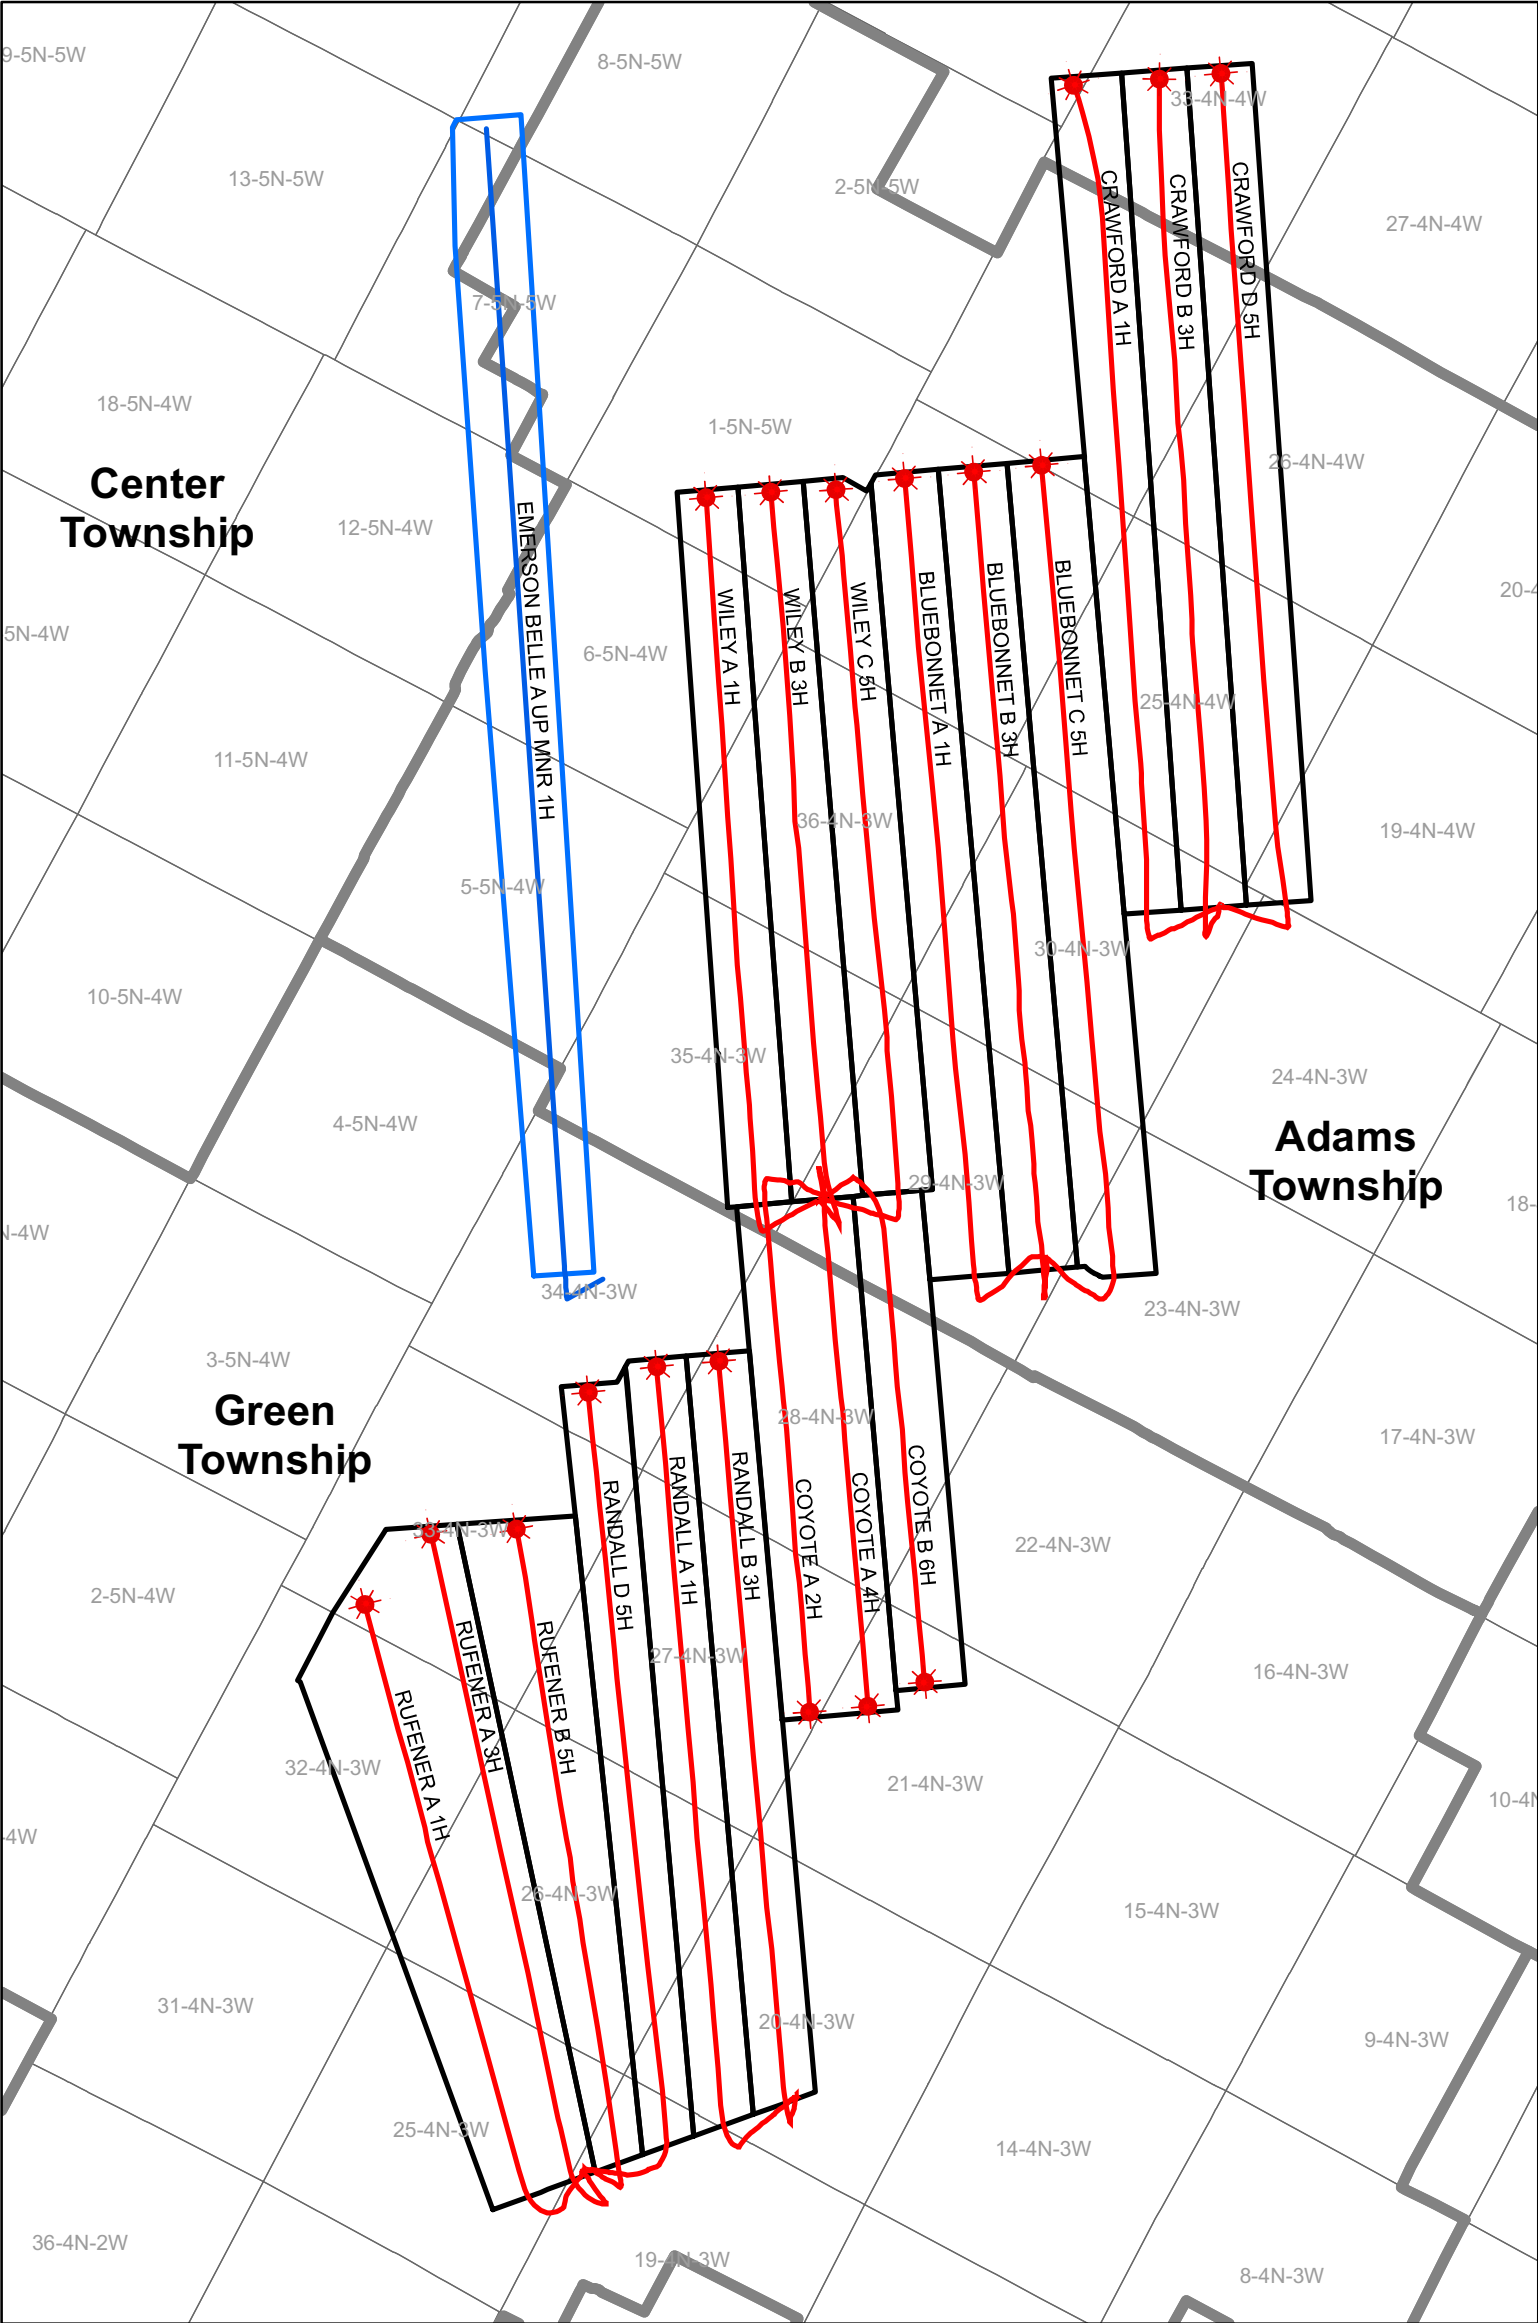 9-5N-5W
8-5N-5W
33-4N-4W
13-5N-5W
2-5N-5W
27-4N-4W
CRAWFORD A 1H
CRAWFORD B 3H
CRAWFORD D 5H
7-5N-5W
18-5N-4W
1-5N-5W
26-4N-4W
Center
Township
12-5N-4W
EMERSON BELLE A UP MNR 1H
20-4
5N-4W
6-5N-4W
WILEY A 1H
WILEY B 3H
WILEY C 5H
BLUEBONNET A 1H
BLUEBONNET B 3H
BLUEBONNET C 5H
25-4N-4W
11-5N-4W
36-4N-3W
19-4N-4W
5-5N-4W
30-4N-3W
10-5N-4W
35-4N-3W
24-4N-3W
4-5N-4W
Adams
Township
29-4N-3W
18-
N-4W
34-4N-3W
23-4N-3W
3-5N-4W
Green
Township
28-4N-3W
17-4N-3W
RANDALL D 5H
RANDALL A 1H
RANDALL B 3H
COYOTE A 2H
COYOTE A 4H
COYOTE B 6H
33-4N-3W
22-4N-3W
2-5N-4W
RUFENER A 1H
RUFENER A 3H
RUFENER B 5H
27-4N-3W
16-4N-3W
32-4N-3W
21-4N-3W
10-4N
-4W
26-4N-3W
15-4N-3W
31-4N-3W
20-4N-3W
9-4N-3W
25-4N-3W
14-4N-3W
36-4N-2W
19-4N-3W
8-4N-3W